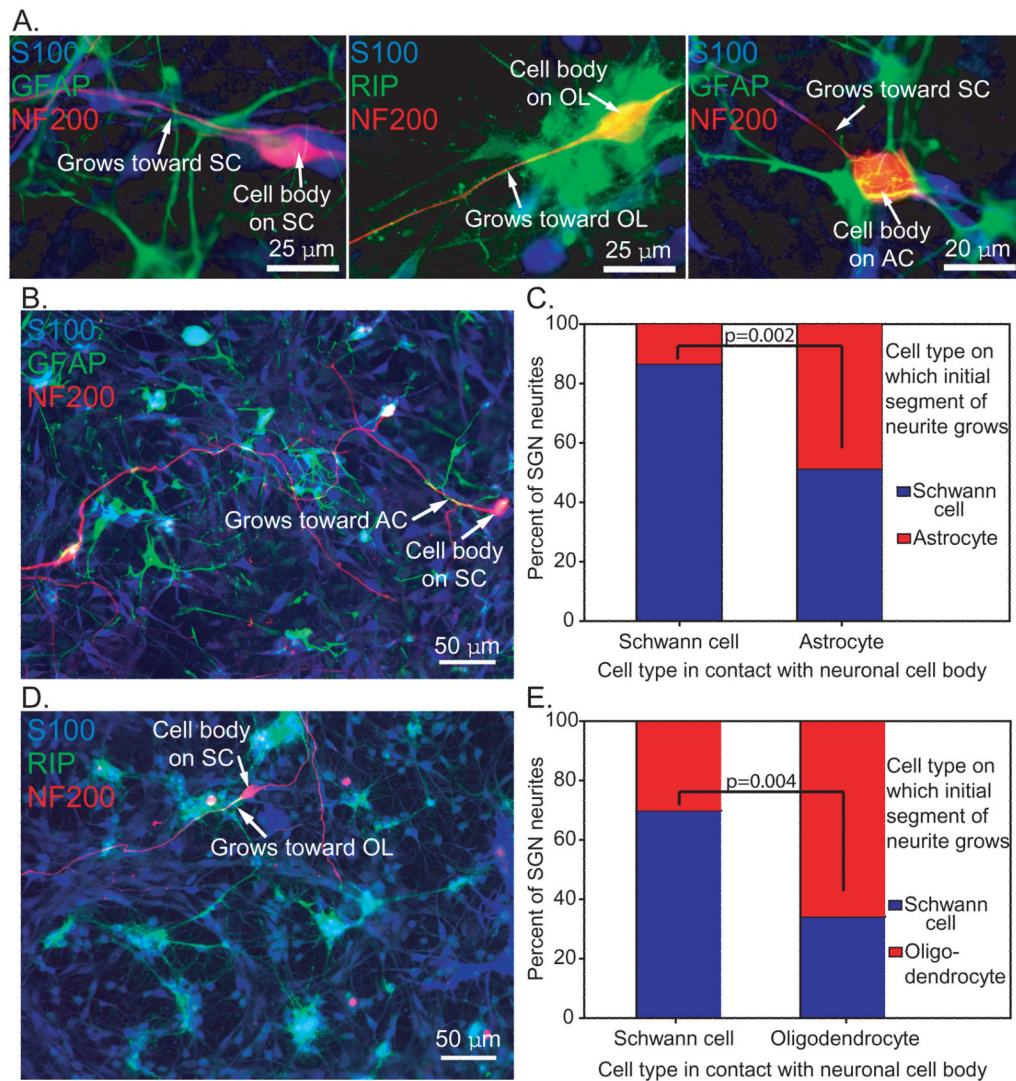 A.
S100
GFAP
NF200
Grows toward SC
Cell body
on SC
25 μm
S100
RIP
NF200
Cell body
on OL
Grows toward OL
25 μm
S100
GFAP
NF200
Grows toward SC
Cell body
on AC
20 μm
B.
S100
GFAP
NF200
Grows toward AC
Cell body
on SC
50 μm
C.
100
80
60
40
20
0
Percent of SGN neurites
p=0.002
Cell type on
which initial
segment of
neurite grows
Schwann
cell
Astrocyte
Schwann cell
Astrocyte
Cell type in contact with neuronal cell body
D.
S100
RIP
NF200
Cell body
on SC
Grows toward OL
50 μm
E.
100
80
60
40
20
0
Percent of SGN neurites
p=0.004
Cell type on
which initial
segment of
neurite grows
Schwann
cell
Oligo-
dendrocyte
Schwann cell
Oligodendrocyte
Cell type in contact with neuronal cell body